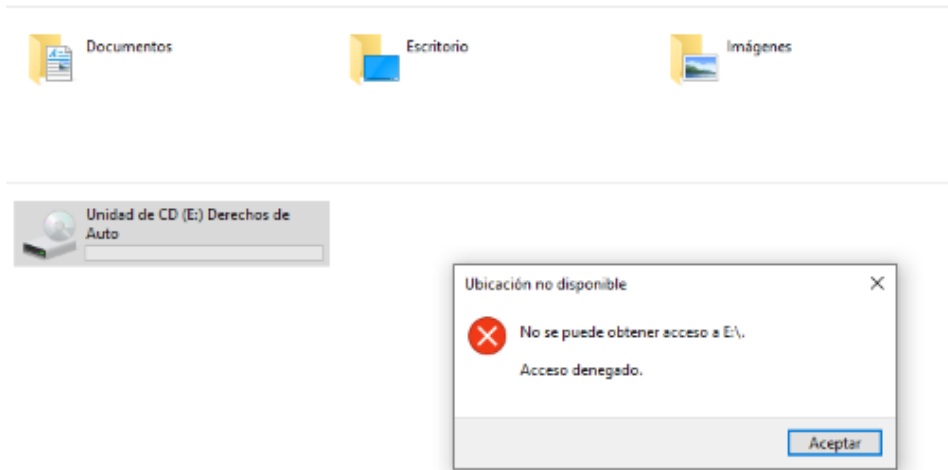 Documentos
Escritorio
Imágenes
Unidad de CD (E:) Derechos de
Auto
Ubicación no disponible
No se puede obtener acceso a E:\.
Acceso denegado.
Aceptar